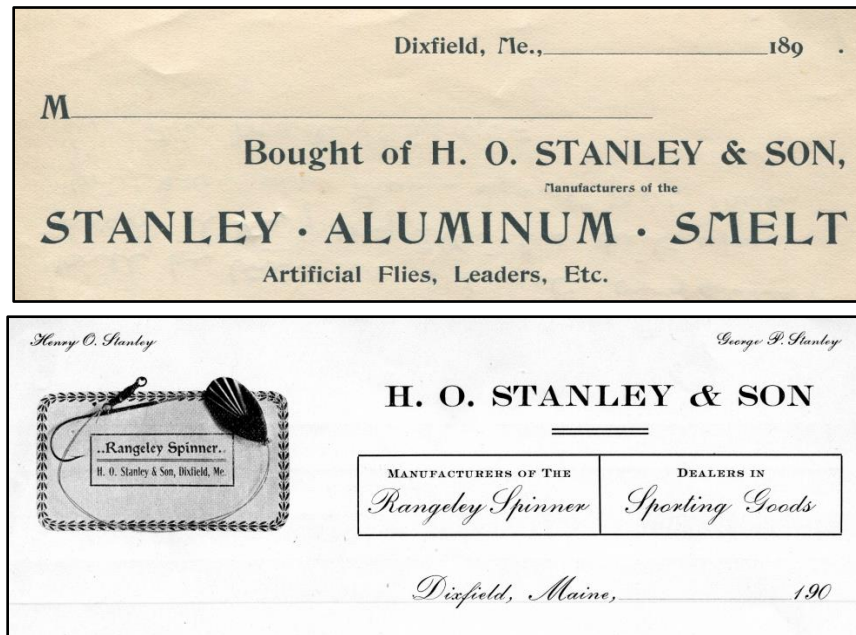 Dixfield, Me., 189 .
M
Bought of H. O. STANLEY & SON,
Manufacturers of the
STANLEY · ALUMINUM · SMELT
Artificial Flies, Leaders, Etc.
Henry O. Stanley George P. Stanley
H. O. STANLEY & SON
..Rangeley Spinner..
H. O. Stanley & Son, Dixfield, Me.
MANUFACTURERS OF THE DEALERS IN
Rangeley Spinner Sporting Goods
Dixfield, Maine, 190